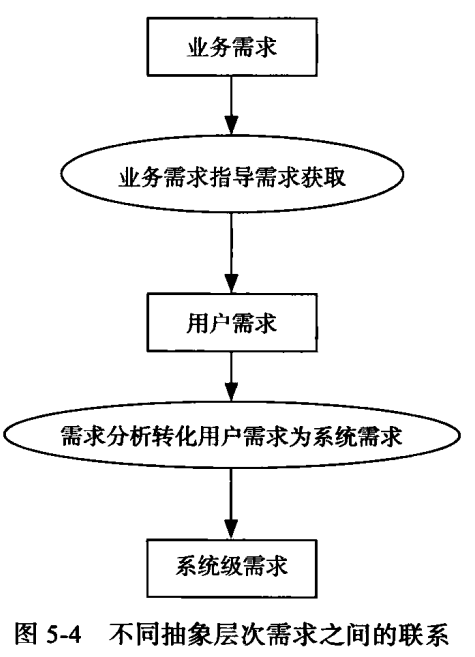 业务需求
业务需求指导需求获取
用户需求
需求分析转化用户需求为系统需求
系统级需求
图 5-4 不同抽象层次需求之间的联系